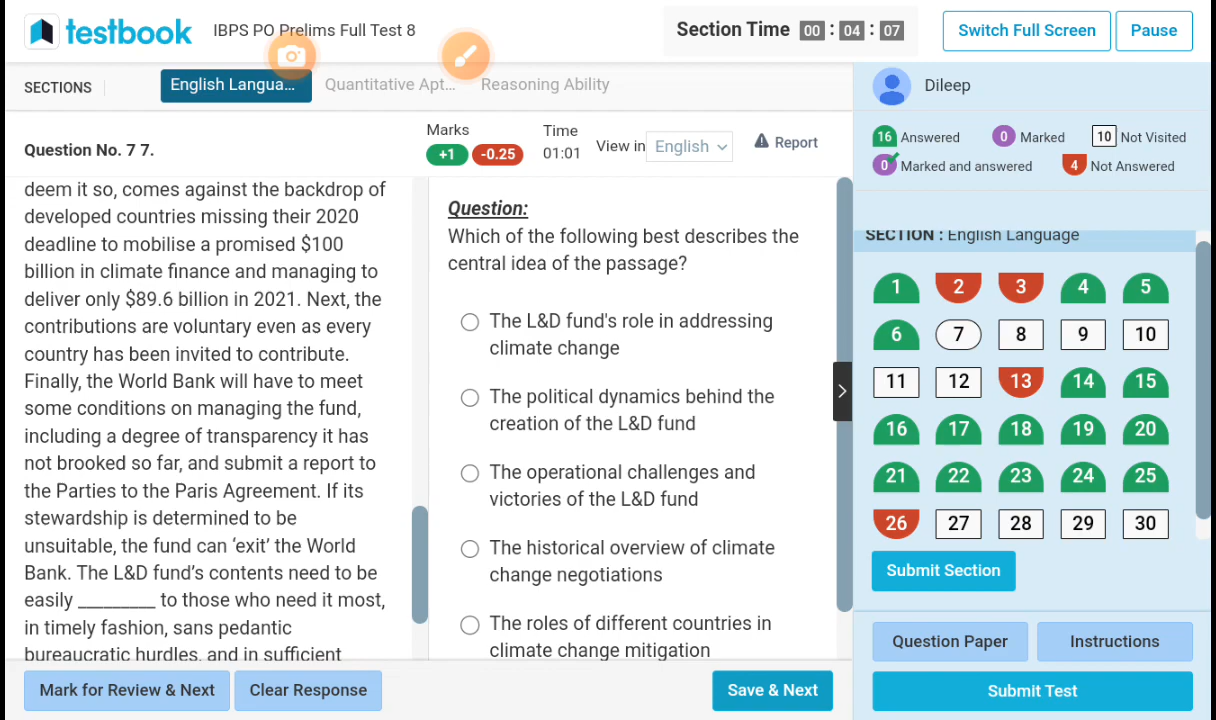 testbook
IBPS PO Prelims Full Test 8
Section Time 00 : 04 : 07
Switch Full Screen
Pause
SECTIONS
English Langua...
Quantitative Apt...
Reasoning Ability
Dileep
Question No. 7 7.
Marks
+1 -0.25
Time
01:01
View in English
Report
16 Answered
0 Marked
10 Not Visited
0 Marked and answered
4 Not Answered
deem it so, comes against the backdrop of
developed countries missing their 2020
deadline to mobilise a promised $100
billion in climate finance and managing to
deliver only $89.6 billion in 2021. Next, the
contributions are voluntary even as every
country has been invited to contribute.
Finally, the World Bank will have to meet
some conditions on managing the fund,
including a degree of transparency it has
not brooked so far, and submit a report to
the Parties to the Paris Agreement. If its
stewardship is determined to be
unsuitable, the fund can ‘exit’ the World
Bank. The L&D fund’s contents need to be
easily _________ to those who need it most,
in timely fashion, sans pedantic
bureaucratic hurdles, and in sufficient
Question:
Which of the following best describes the
central idea of the passage?
The L&D fund's role in addressing
climate change
The political dynamics behind the
creation of the L&D fund
The operational challenges and
victories of the L&D fund
The historical overview of climate
change negotiations
The roles of different countries in
climate change mitigation
SECTION : English Language
1 2 3 4 5
6 7 8 9 10
11 12 13 14 15
16 17 18 19 20
21 22 23 24 25
26 27 28 29 30
Submit Section
Question Paper
Instructions
Submit Test
Mark for Review & Next
Clear Response
Save & Next